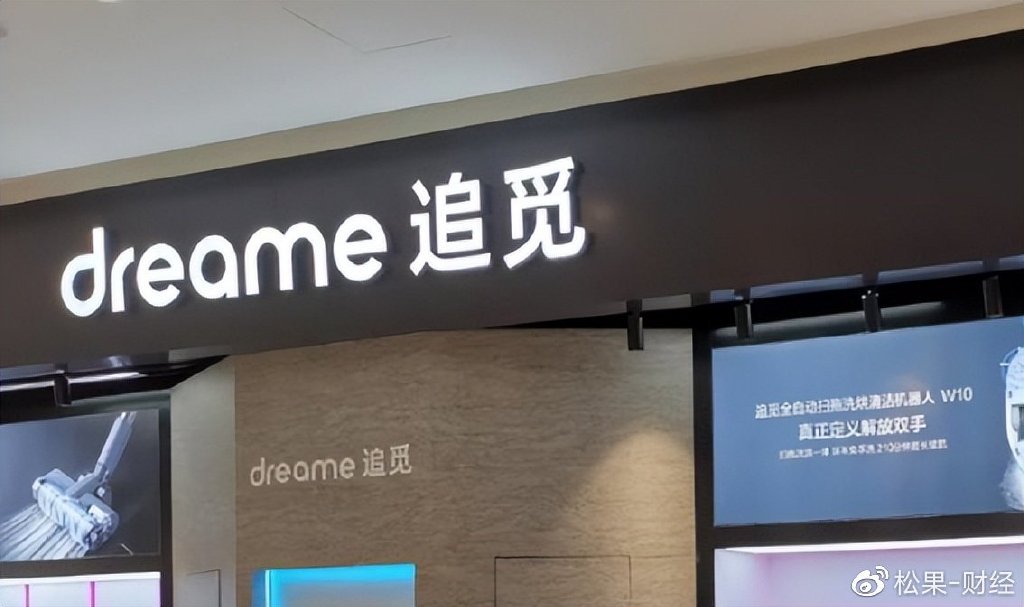 dreame 追觅
dreame 追觅
追觅全自动扫拖洗烘清洁机器人 W10
真正定义解放双手
松果-财经